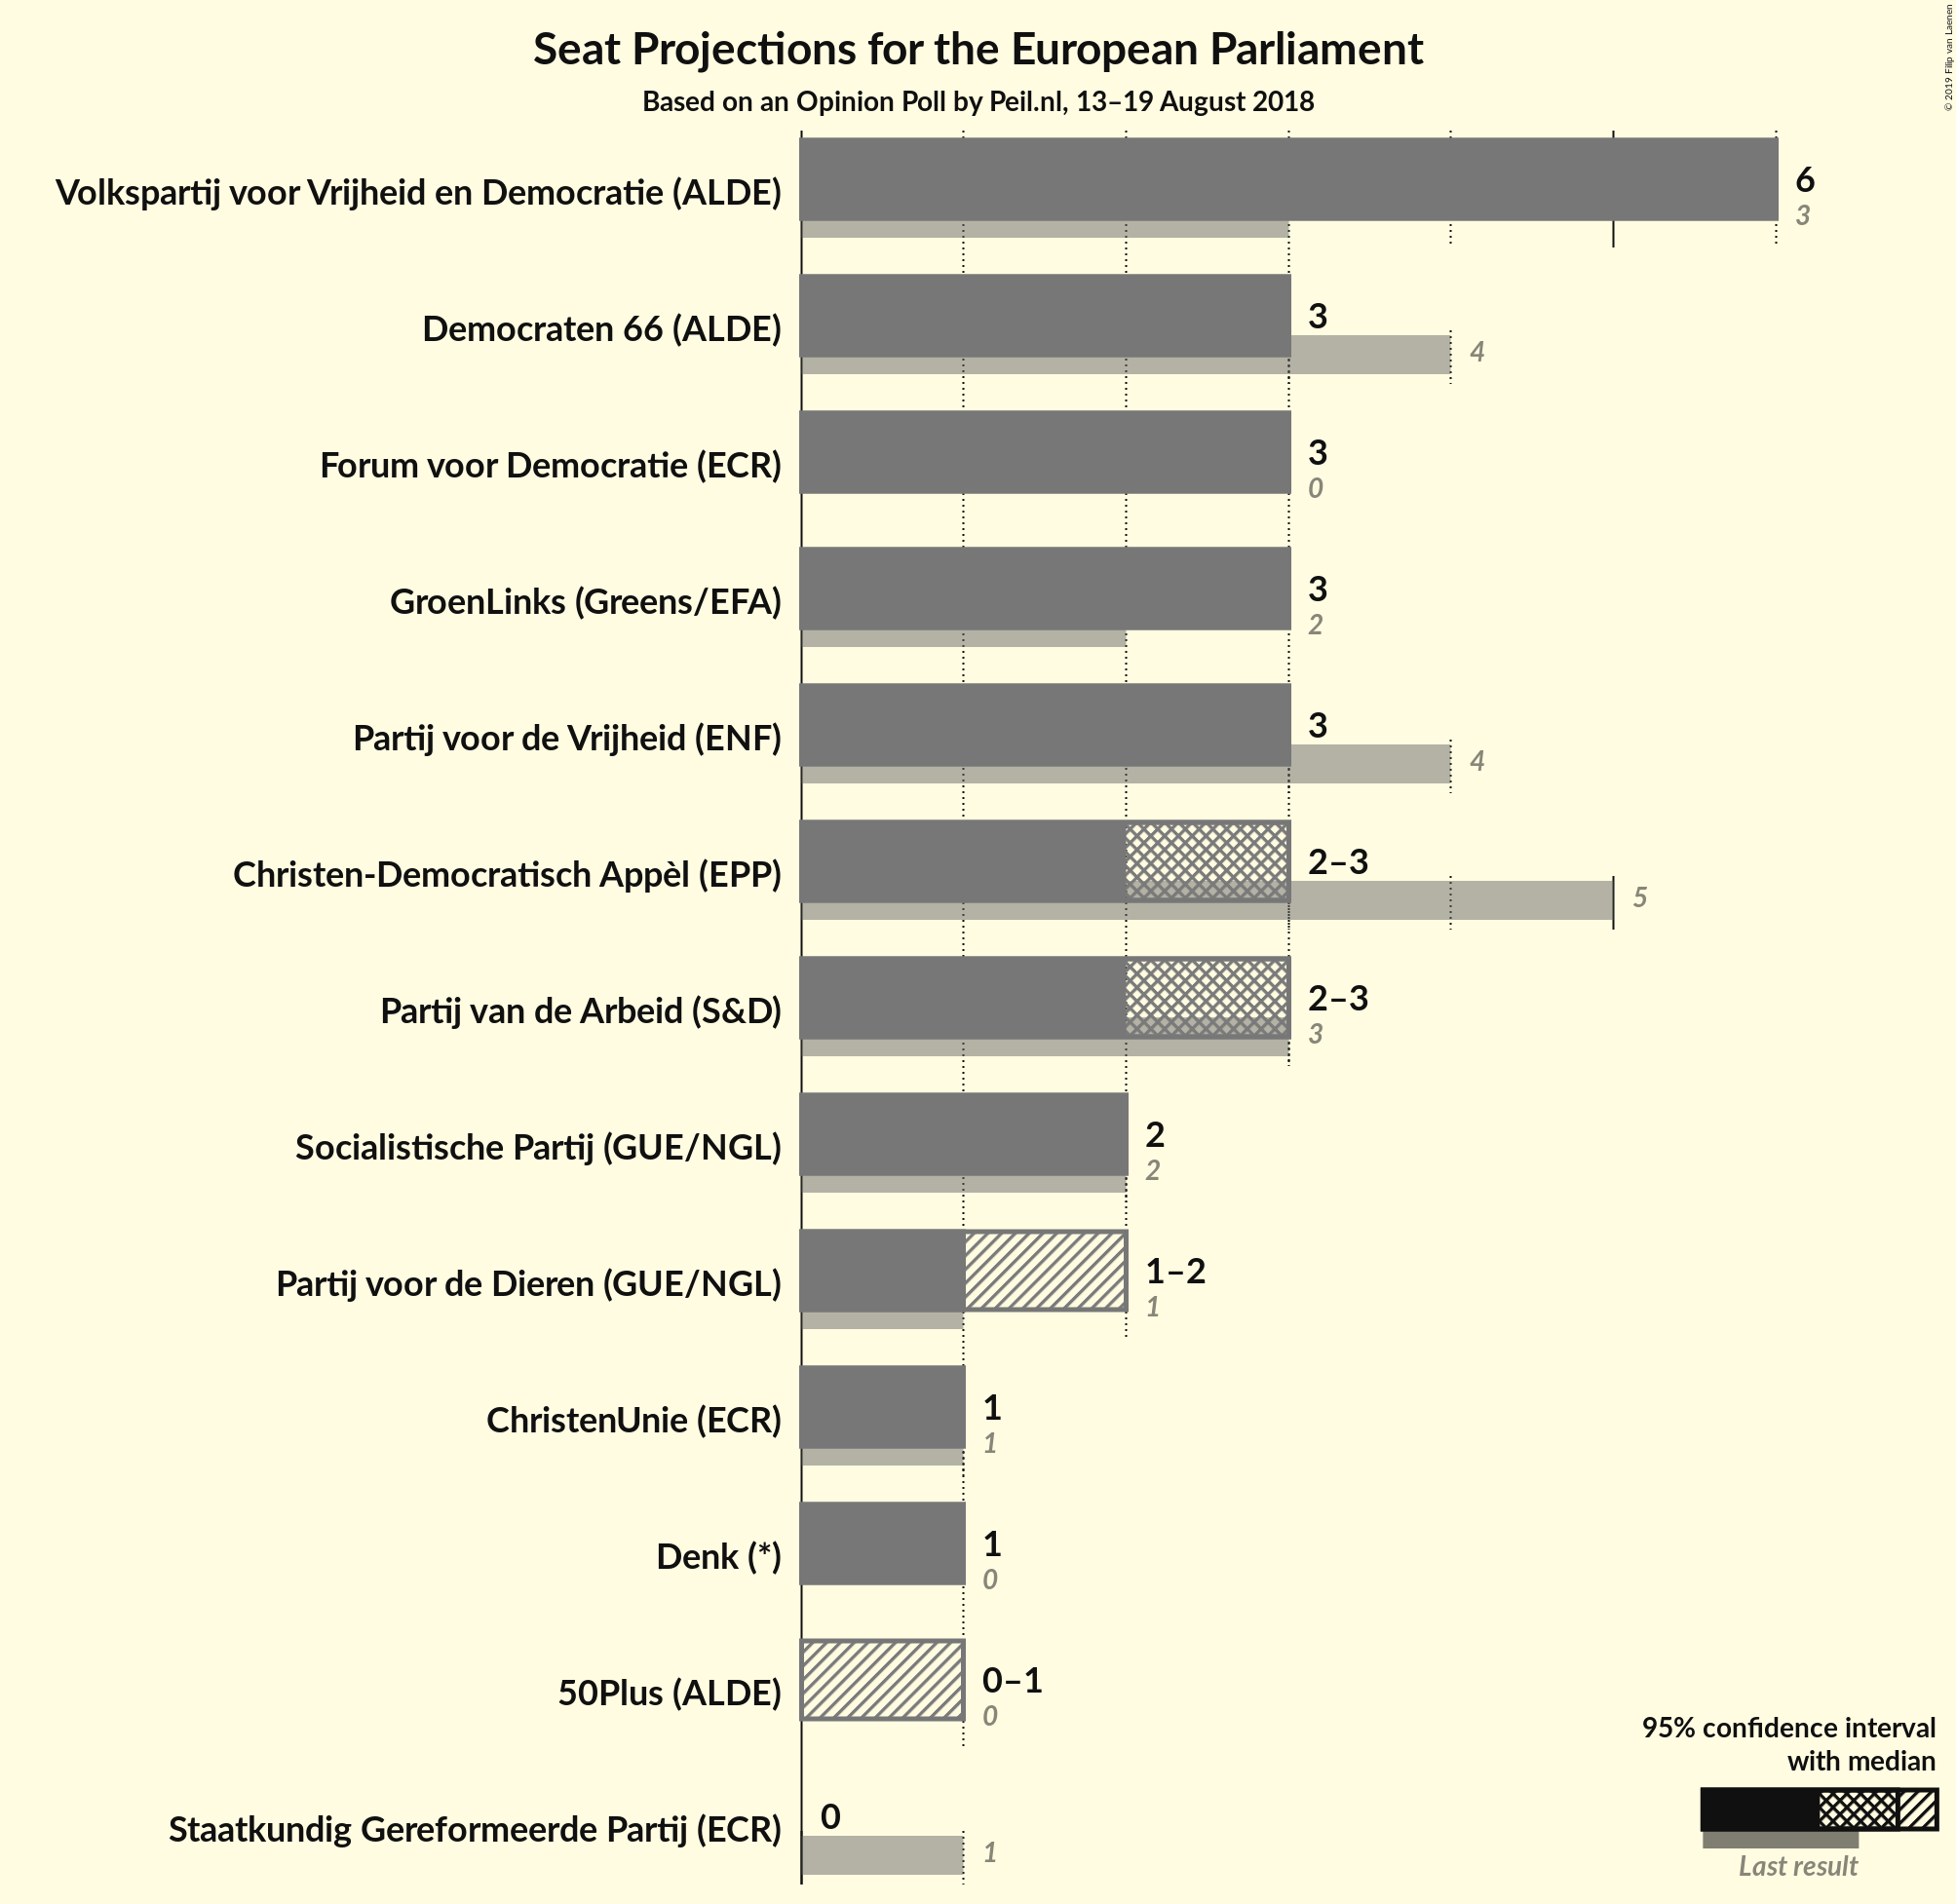 Seat Projections for the European Parliament
Based on an Opinion Poll by Peil.nl, 13–19 August 2018
© 2019 Filip van Laenen
Volkspartij voor Vrijheid en Democratie (ALDE)
6
3
Democraten 66 (ALDE)
3
4
Forum voor Democratie (ECR)
3
0
GroenLinks (Greens/EFA)
3
2
Partij voor de Vrijheid (ENF)
3
4
Christen-Democratisch Appèl (EPP)
2–3
5
Partij van de Arbeid (S&D)
2–3
3
Socialistische Partij (GUE/NGL)
2
2
Partij voor de Dieren (GUE/NGL)
1–2
1
ChristenUnie (ECR)
1
1
Denk (*)
1
0
50Plus (ALDE)
0–1
0
Staatkundig Gereformeerde Partij (ECR)
0
1
95% confidence interval
with median
Last result